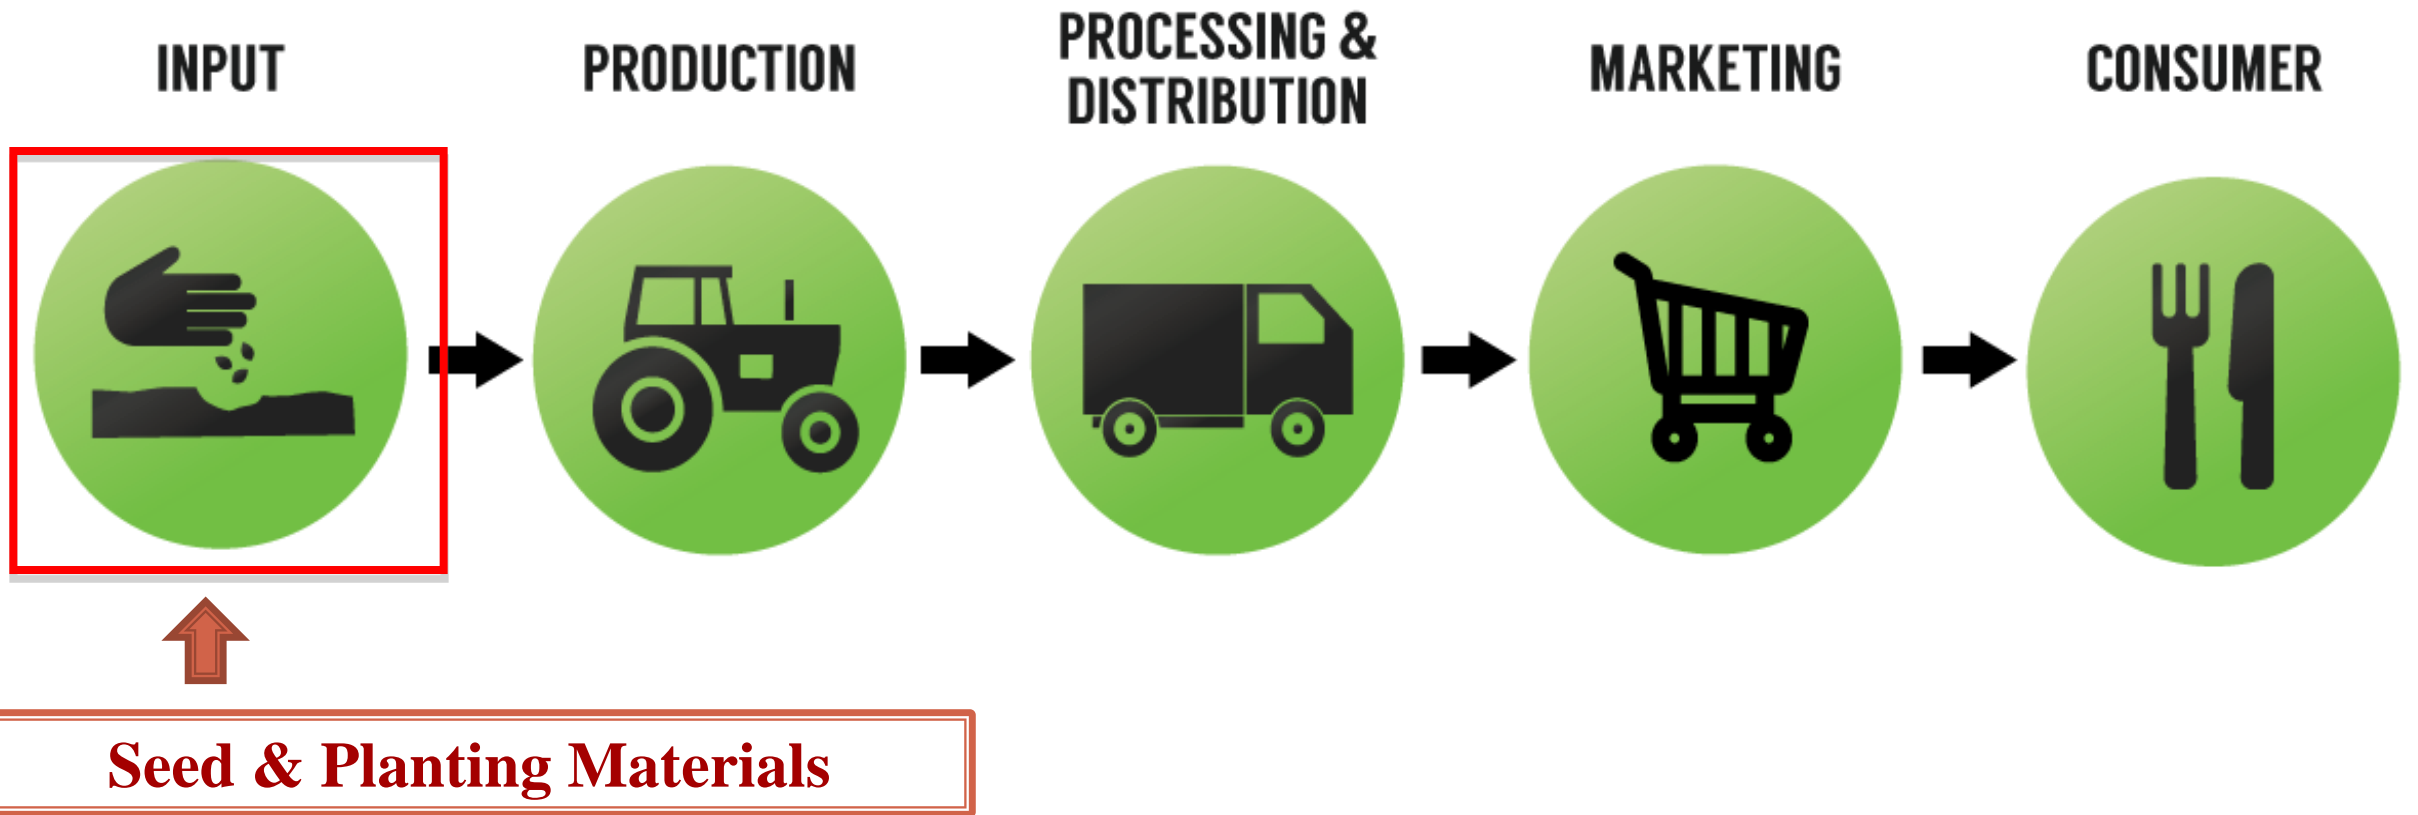 INPUT
PRODUCTION
PROCESSING &
DISTRIBUTION
MARKETING
CONSUMER
Seed & Planting Materials